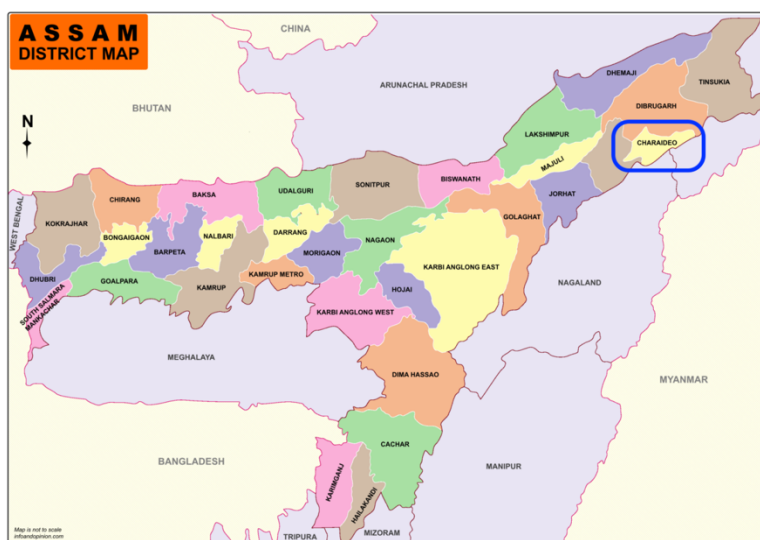 ASSAM
DISTRICT MAP
CHINA
ARUNACHAL PRADESH
BHUTAN
N
DHEMAJI
TINSUKIA
DIBRUGARH
LAKSHIMPUR
CHARAIDEO
MAJULI
BISWANATH
SONITPUR
UDALGURI
BAKSA
CHIRANG
KOKRAJHAR
WEST BENGAL
JORHAT
GOLAGHAT
DARRANG
NALBARI
BONGAIGAON
BARPETA
NAGAON
MORIGAON
KARBI ANGLONG EAST
KAMRUP METRO
DHUBRI
GOALPARA
KAMRUP
HOJAI
NAGALAND
SOUTH SALMARA
MANKACHAR
KARBI ANGLONG WEST
MEGHALAYA
DIMA HASSAO
MYANMAR
CACHAR
BANGLADESH
MANIPUR
KARIMGANJ
HAILAKANDI
TRIPURA
MIZORAM
Map is not to scale
infoandopinion.com